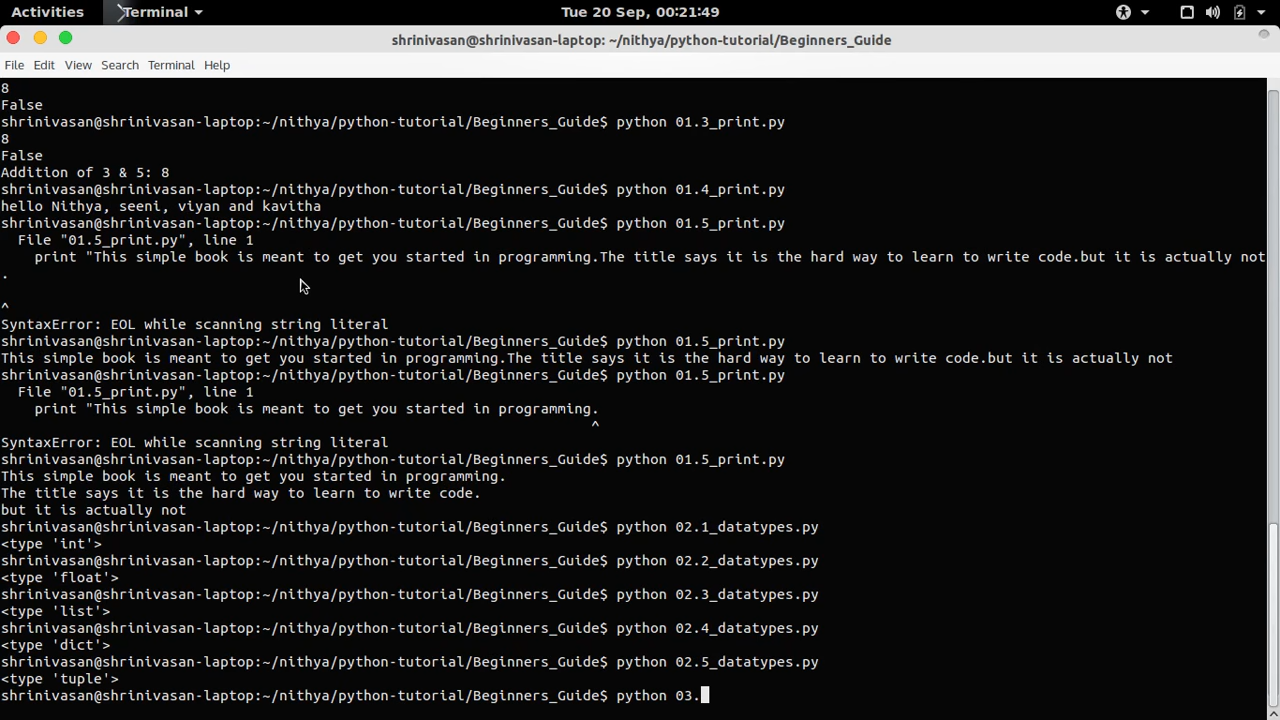 Activities Terminal Tue 20 Sep, 00:21:49
shrinivasan@shrinivasan-laptop: ~/nithya/python-tutorial/Beginners_Guide
File Edit View Search Terminal Help
8
False
shrinivasan@shrinivasan-laptop:~/nithya/python-tutorial/Beginners_Guide$ python 01.3_print.py
8
False
Addition of 3 & 5: 8
shrinivasan@shrinivasan-laptop:~/nithya/python-tutorial/Beginners_Guide$ python 01.4_print.py
hello Nithya, seeni, viyan and kavitha
shrinivasan@shrinivasan-laptop:~/nithya/python-tutorial/Beginners_Guide$ python 01.5_print.py
  File "01.5_print.py", line 1
    print "This simple book is meant to get you started in programming.The title says it is the hard way to learn to write code.but it is actually not
.
^
SyntaxError: EOL while scanning string literal
shrinivasan@shrinivasan-laptop:~/nithya/python-tutorial/Beginners_Guide$ python 01.5_print.py
This simple book is meant to get you started in programming.The title says it is the hard way to learn to write code.but it is actually not
shrinivasan@shrinivasan-laptop:~/nithya/python-tutorial/Beginners_Guide$ python 01.5_print.py
  File "01.5_print.py", line 1
    print "This simple book is meant to get you started in programming.
                                                                      ^
SyntaxError: EOL while scanning string literal
shrinivasan@shrinivasan-laptop:~/nithya/python-tutorial/Beginners_Guide$ python 01.5_print.py
This simple book is meant to get you started in programming.
The title says it is the hard way to learn to write code.
but it is actually not
shrinivasan@shrinivasan-laptop:~/nithya/python-tutorial/Beginners_Guide$ python 02.1_datatypes.py
<type 'int'>
shrinivasan@shrinivasan-laptop:~/nithya/python-tutorial/Beginners_Guide$ python 02.2_datatypes.py
<type 'float'>
shrinivasan@shrinivasan-laptop:~/nithya/python-tutorial/Beginners_Guide$ python 02.3_datatypes.py
<type 'list'>
shrinivasan@shrinivasan-laptop:~/nithya/python-tutorial/Beginners_Guide$ python 02.4_datatypes.py
<type 'dict'>
shrinivasan@shrinivasan-laptop:~/nithya/python-tutorial/Beginners_Guide$ python 02.5_datatypes.py
<type 'tuple'>
shrinivasan@shrinivasan-laptop:~/nithya/python-tutorial/Beginners_Guide$ python 03.